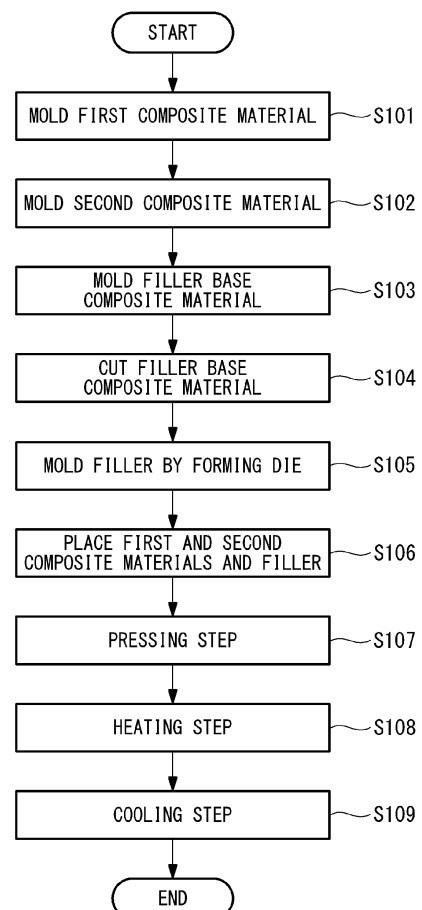 START
MOLD FIRST COMPOSITE MATERIAL
S101
MOLD SECOND COMPOSITE MATERIAL
S102
MOLD FILLER BASE
COMPOSITE MATERIAL
S103
CUT FILLER BASE
COMPOSITE MATERIAL
S104
MOLD FILLER BY FORMING DIE
S105
PLACE FIRST AND SECOND
COMPOSITE MATERIALS AND FILLER
S106
PRESSING STEP
S107
HEATING STEP
S108
COOLING STEP
S109
END